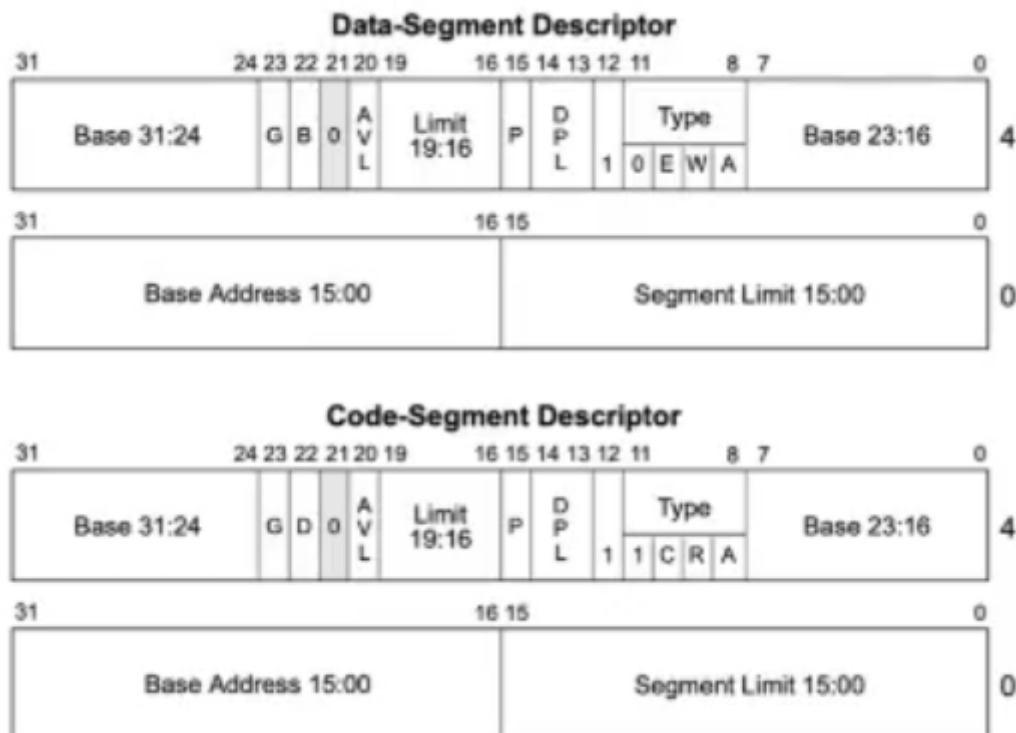 Data-Segment Descriptor
31 24 23 22 21 20 19 16 15 14 13 12 11 8 7 0
Base 31:24 G B 0 AVL Limit 19:16 P DPL 1 Type 0 E W A Base 23:16 4
31 16 15 0
Base Address 15:00 Segment Limit 15:00 0
Code-Segment Descriptor
31 24 23 22 21 20 19 16 15 14 13 12 11 8 7 0
Base 31:24 G D 0 AVL Limit 19:16 P DPL 1 Type 1 C R A Base 23:16 4
31 16 15 0
Base Address 15:00 Segment Limit 15:00 0